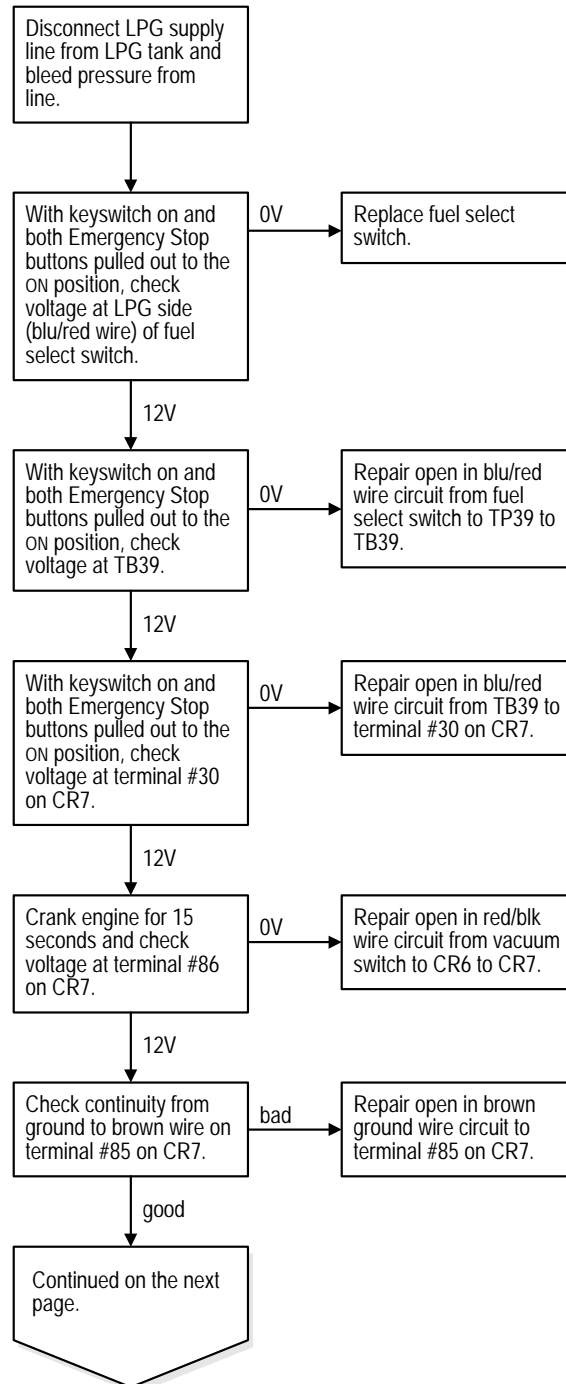 Disconnect LPG supply
line from LPG tank and
bleed pressure from
line.
With keyswitch on and
both Emergency Stop
buttons pulled out to the
ON position, check
voltage at LPG side
(blu/red wire) of fuel
select switch.
0V
Replace fuel select
switch.
12V
With keyswitch on and
both Emergency Stop
buttons pulled out to the
ON position, check
voltage at TB39.
0V
Repair open in blu/red
wire circuit from fuel
select switch to TP39 to
TB39.
12V
With keyswitch on and
both Emergency Stop
buttons pulled out to the
ON position, check
voltage at terminal #30
on CR7.
0V
Repair open in blu/red
wire circuit from TB39 to
terminal #30 on CR7.
12V
Crank engine for 15
seconds and check
voltage at terminal #86
on CR7.
0V
Repair open in red/blk
wire circuit from vacuum
switch to CR6 to CR7.
12V
Check continuity from
ground to brown wire on
terminal #85 on CR7.
bad
Repair open in brown
ground wire circuit to
terminal #85 on CR7.
good
Continued on the next
page.